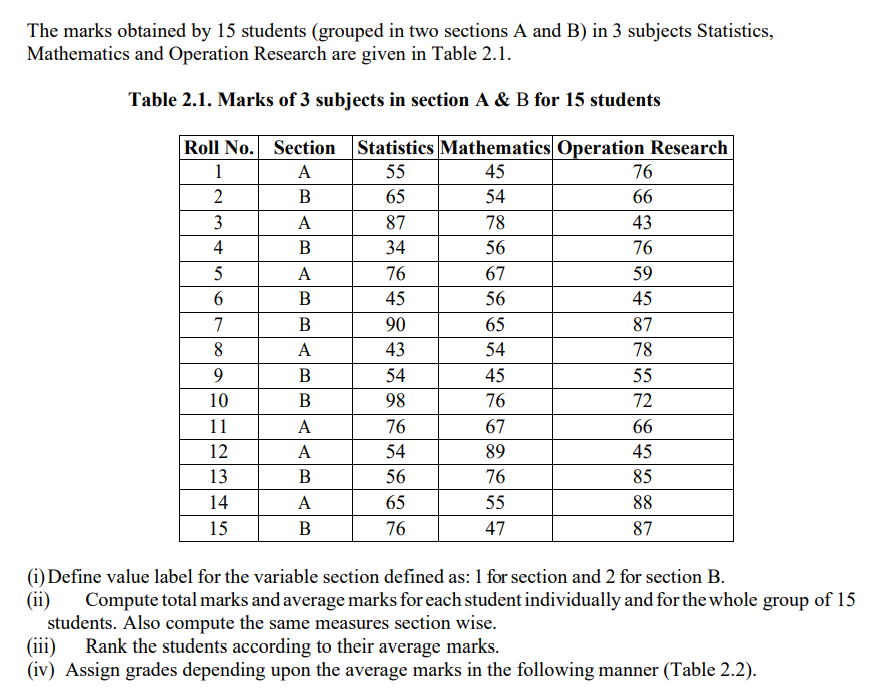 The marks obtained by 15 students (grouped in two sections A and B) in 3 subjects Statistics,
Mathematics and Operation Research are given in Table 2.1.
Table 2.1. Marks of 3 subjects in section A & B for 15 students
Roll No. Section Statistics Mathematics Operation Research
1 A 55 45 76
2 B 65 54 66
3 A 87 78 43
4 B 34 56 76
5 A 76 67 59
6 B 45 56 45
7 B 90 65 87
8 A 43 54 78
9 B 54 45 55
10 B 98 76 72
11 A 76 67 66
12 A 54 89 45
13 B 56 76 85
14 A 65 55 88
15 B 76 47 87
(i) Define value label for the variable section defined as: 1 for section and 2 for section B.
(ii) Compute total marks and average marks for each student individually and for the whole group of 15
students. Also compute the same measures section wise.
(iii) Rank the students according to their average marks.
(iv) Assign grades depending upon the average marks in the following manner (Table 2.2).